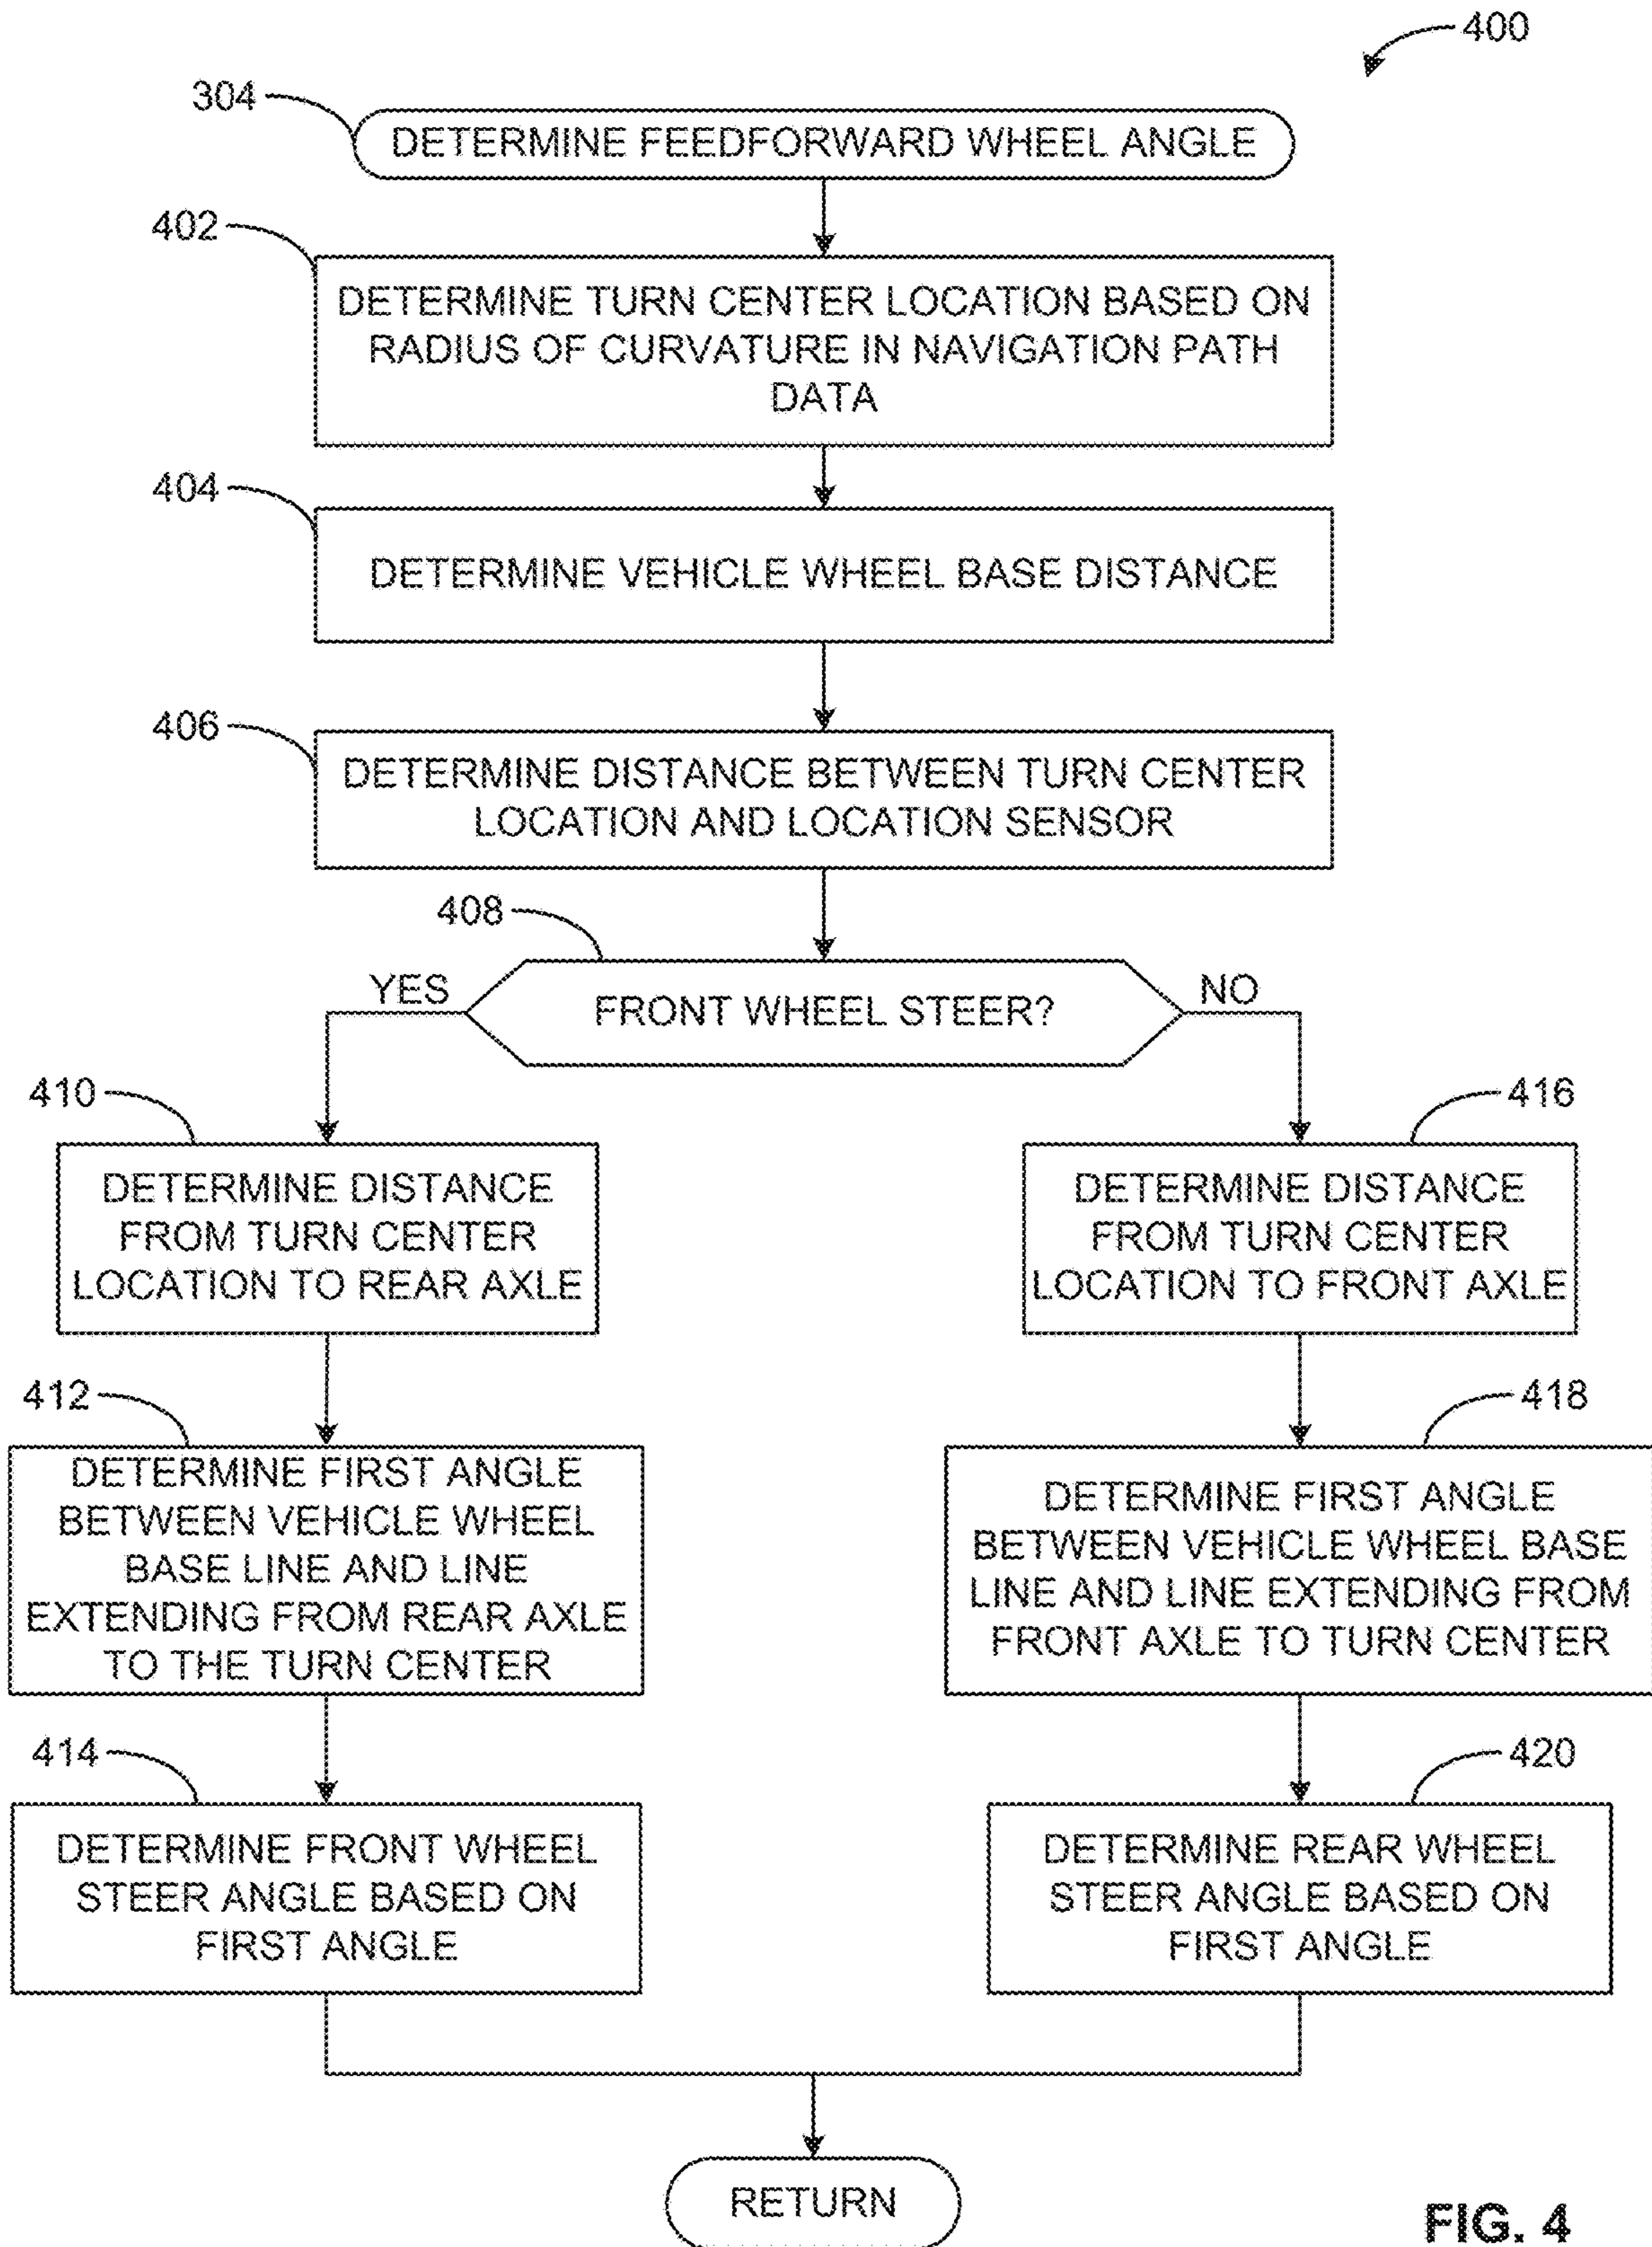 400
304
DETERMINE FEEDFORWARD WHEEL ANGLE
402
DETERMINE TURN CENTER LOCATION BASED ON
RADIUS OF CURVATURE IN NAVIGATION PATH
DATA
404
DETERMINE VEHICLE WHEEL BASE DISTANCE
406
DETERMINE DISTANCE BETWEEN TURN CENTER
LOCATION AND LOCATION SENSOR
408
YES
FRONT WHEEL STEER?
NO
410
DETERMINE DISTANCE
FROM TURN CENTER
LOCATION TO REAR AXLE
412
DETERMINE FIRST ANGLE
BETWEEN VEHICLE WHEEL
BASE LINE AND LINE
EXTENDING FROM REAR AXLE
TO THE TURN CENTER
414
DETERMINE FRONT WHEEL
STEER ANGLE BASED ON
FIRST ANGLE
416
DETERMINE DISTANCE
FROM TURN CENTER
LOCATION TO FRONT AXLE
418
DETERMINE FIRST ANGLE
BETWEEN VEHICLE WHEEL BASE
LINE AND LINE EXTENDING FROM
FRONT AXLE TO TURN CENTER
420
DETERMINE REAR WHEEL
STEER ANGLE BASED ON
FIRST ANGLE
RETURN
FIG. 4